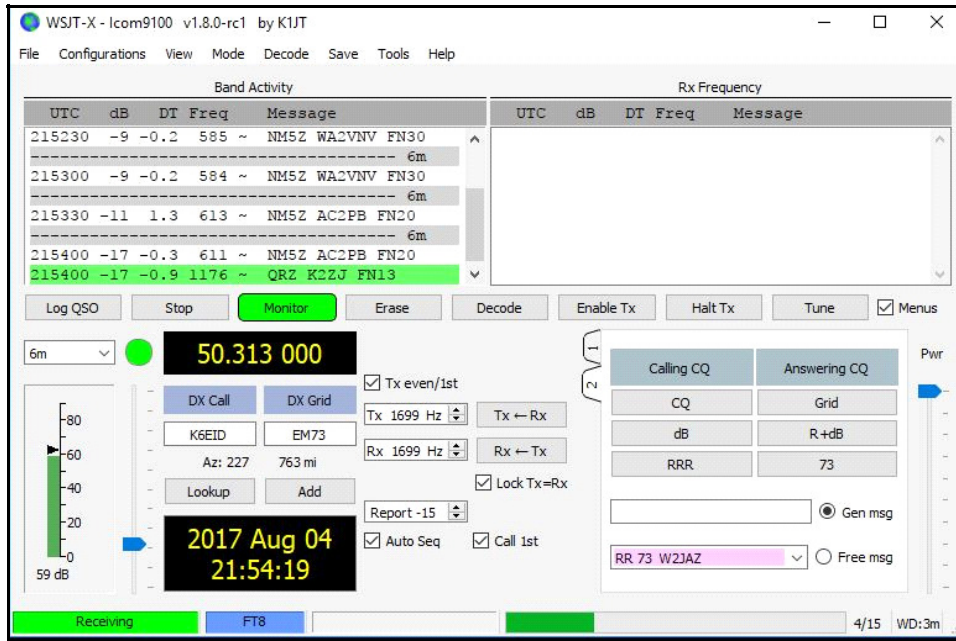 WSJT-X - Icom9100 v1.8.0-rc1 by K1JT
File Configurations View Mode Decode Save Tools Help
Band Activity
UTC dB DT Freq Message
215230 -9 -0.2 585 ~ NM5Z WA2VNV FN30
------------------------------------- 6m
215300 -9 -0.2 584 ~ NM5Z WA2VNV FN30
------------------------------------- 6m
215330 -11 1.3 613 ~ NM5Z AC2PB FN20
------------------------------------- 6m
215400 -17 -0.3 611 ~ NM5Z AC2PB FN20
215400 -17 -0.9 1176 ~ QRZ K2ZJ FN13
Rx Frequency
UTC dB DT Freq Message
Log QSO Stop Monitor Erase Decode Enable Tx Halt Tx Tune Menus
6m
50.313 000
DX Call DX Grid
K6EID EM73
Az: 227 763 mi
Lookup Add
2017 Aug 04
21:54:19
-80
-60
-40
-20
-0
59 dB
Tx even/1st
Tx 1699 Hz Tx ← Rx
Rx 1699 Hz Rx ← Tx
Lock Tx=Rx
Report -15
Auto Seq Call 1st
1
2
Calling CQ Answering CQ
CQ Grid
dB R+dB
RRR 73
Gen msg
RR 73 W2JAZ Free msg
Pwr
Receiving FT8 4/15 WD:3m